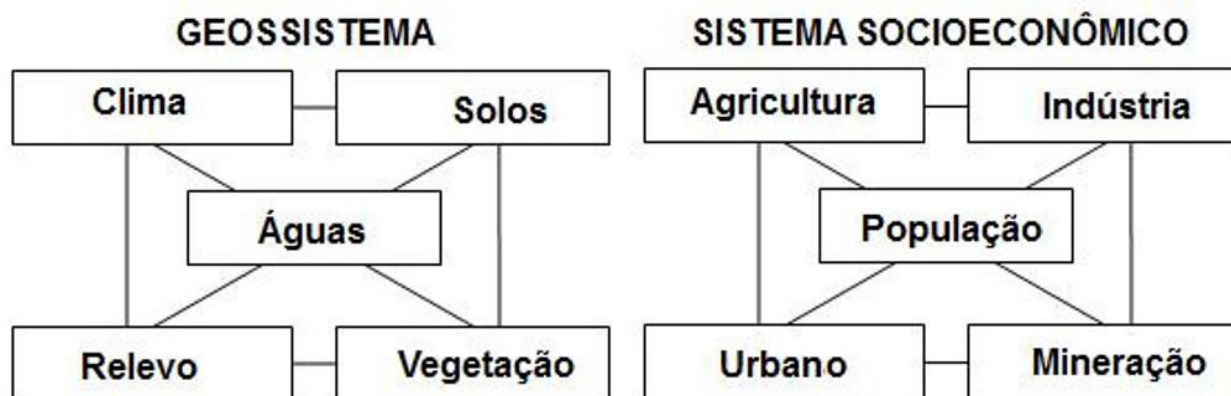 GEOSSISTEMA
Clima
Solos
Águas
Relevo
Vegetação
SISTEMA SOCIOECONÔMICO
Agricultura
Indústria
População
Urbano
Mineração